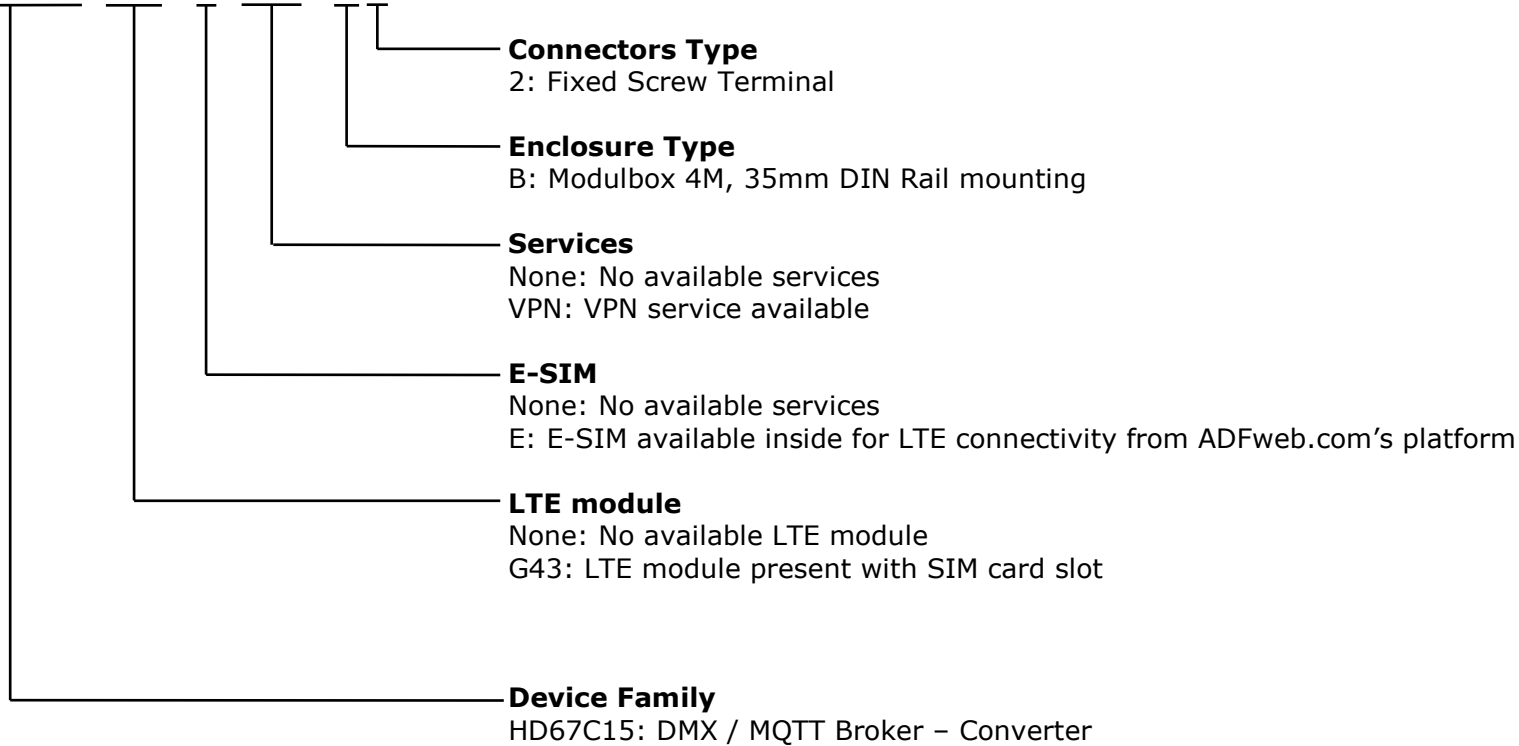 Connectors Type
2: Fixed Screw Terminal
Enclosure Type
B: Modulbox 4M, 35mm DIN Rail mounting
Services
None: No available services
VPN: VPN service available
E-SIM
None: No available services
E: E-SIM available inside for LTE connectivity from ADFweb.com’s platform
LTE module
None: No available LTE module
G43: LTE module present with SIM card slot
Device Family
HD67C15: DMX / MQTT Broker – Converter